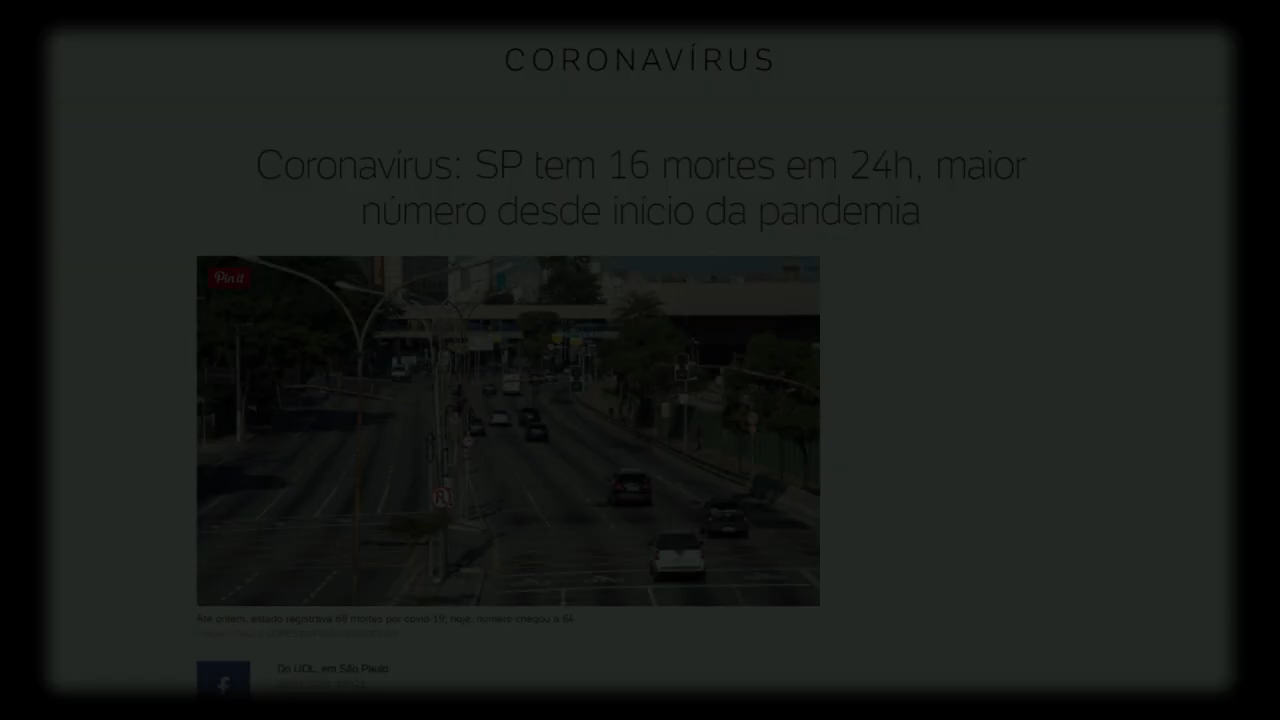 CORONAVÍRUS
Coronavírus: SP tem 16 mortes em 24h, maior
número desde início da pandemia
Pin it
R
Até ontem, estado registrava 68 mortes por covid-19; hoje, número chegou a
f
Do UOL, em São Paulo